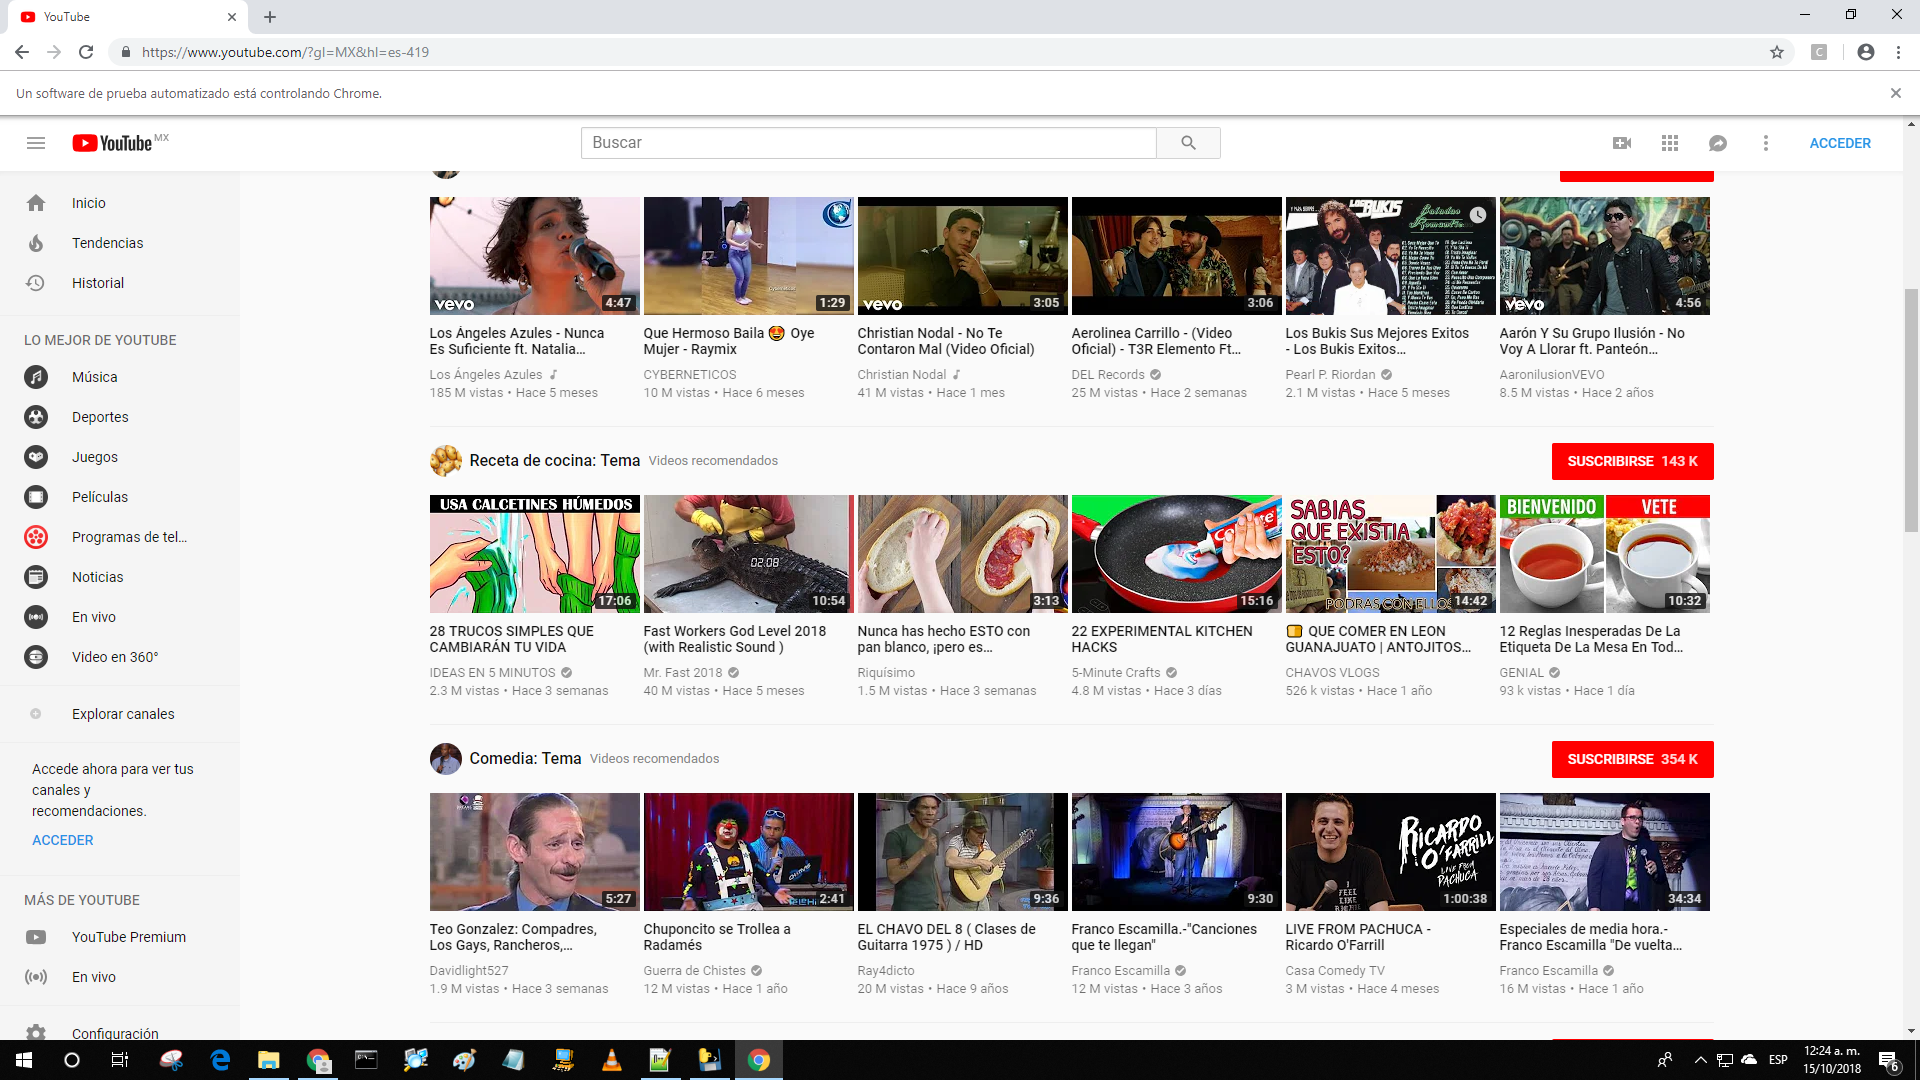 YouTube
https://www.youtube.com/?gl=MX&hl=es-419
Un software de prueba automatizado está controlando Chrome.
YouTube MX
Buscar
ACCEDER
Inicio
Tendencias
Historial
LO MEJOR DE YOUTUBE
Música
Deportes
Juegos
Películas
Programas de tel...
Noticias
En vivo
Video en 360°
Explorar canales
Accede ahora para ver tus
canales y
recomendaciones.
ACCEDER
MÁS DE YOUTUBE
YouTube Premium
En vivo
Configuración
vevo
4:47
Los Ángeles Azules - Nunca
Es Suficiente ft. Natalia...
Los Ángeles Azules
185 M vistas • Hace 5 meses
1:29
Que Hermoso Baila 😍 Oye
Mujer - Raymix
CYBERNETICOS
10 M vistas • Hace 6 meses
vevo
3:05
Christian Nodal - No Te
Contaron Mal (Video Oficial)
Christian Nodal
41 M vistas • Hace 1 mes
3:06
Aerolinea Carrillo - (Video
Oficial) - T3R Elemento Ft...
DEL Records
25 M vistas • Hace 2 semanas
LOS BUKIS
Baladas
Romanticas
Los Bukis Sus Mejores Exitos
- Los Bukis Exitos...
Pearl P. Riordan
2.1 M vistas • Hace 5 meses
vevo
4:56
Aarón Y Su Grupo Ilusión - No
Voy A Llorar ft. Panteón...
AaronilusionVEVO
8.5 M vistas • Hace 2 años
Receta de cocina: Tema Videos recomendados
SUSCRIBIRSE 143 K
USA CALCETINES HÚMEDOS
17:06
28 TRUCOS SIMPLES QUE
CAMBIARÁN TU VIDA
IDEAS EN 5 MINUTOS
2.3 M vistas • Hace 3 semanas
02.08
10:54
Fast Workers God Level 2018
(with Realistic Sound )
Mr. Fast 2018
40 M vistas • Hace 5 meses
3:13
Nunca has hecho ESTO con
pan blanco, ¡pero es...
Riquísimo
1.5 M vistas • Hace 3 semanas
15:16
22 EXPERIMENTAL KITCHEN
HACKS
5-Minute Crafts
4.8 M vistas • Hace 3 días
SABIAS
QUE EXISTIA
ESTO?
PODRAS CON ELLOS
14:42
🍞 QUE COMER EN LEON
GUANAJUATO | ANTOJITOS...
CHAVOS VLOGS
526 k vistas • Hace 1 año
BIENVENIDO
VETE
10:32
12 Reglas Inesperadas De La
Etiqueta De La Mesa En Tod...
GENIAL
93 k vistas • Hace 1 día
Comedia: Tema Videos recomendados
SUSCRIBIRSE 354 K
5:27
Teo Gonzalez: Compadres,
Los Gays, Rancheros,...
Davidlight527
1.9 M vistas • Hace 3 semanas
2:41
Chuponcito se Trollea a
Radamés
Guerra de Chistes
12 M vistas • Hace 1 año
9:36
EL CHAVO DEL 8 ( Clases de
Guitarra 1975 ) / HD
Ray4dicto
20 M vistas • Hace 9 años
9:30
Franco Escamilla.-"Canciones
que te llegan"
Franco Escamilla
12 M vistas • Hace 3 años
RICARDO
O'FARRILL
LIVE FROM
PACHUCA
I
FEEL
LIKE
1:00:38
LIVE FROM PACHUCA -
Ricardo O'Farrill
Casa Comedy TV
3 M vistas • Hace 4 meses
34:34
Especiales de media hora.-
Franco Escamilla "De vuelta...
Franco Escamilla
16 M vistas • Hace 1 año
ESP
12:24 a. m.
15/10/2018
6